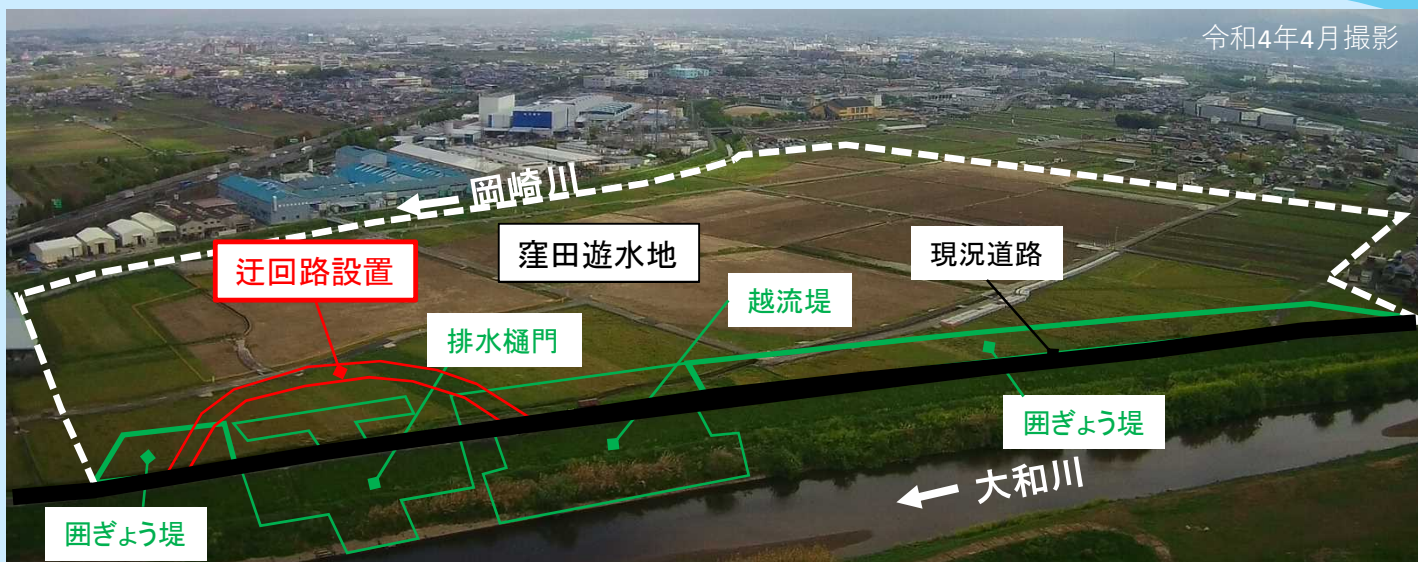 令和4年4月撮影
岡崎川
窪田遊水地
現況道路
迂回路設置
越流堤
排水樋門
囲ぎょう堤
大和川
囲ぎょう堤